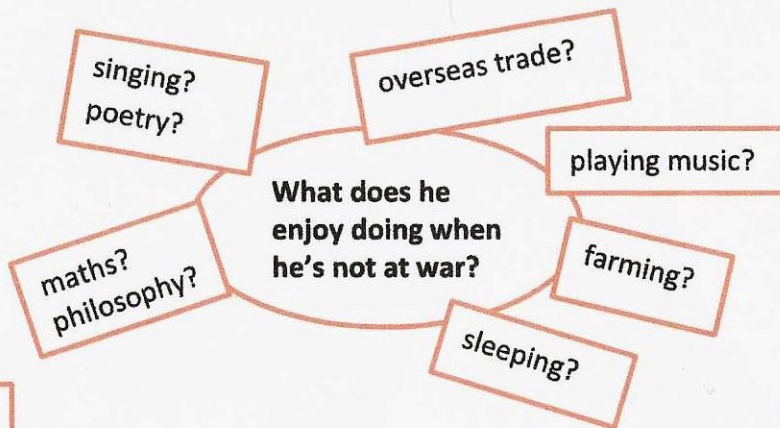 singing?
poetry?
overseas trade?
playing music?
What does he
enjoy doing when
he's not at war?
maths?
philosophy?
farming?
sleeping?